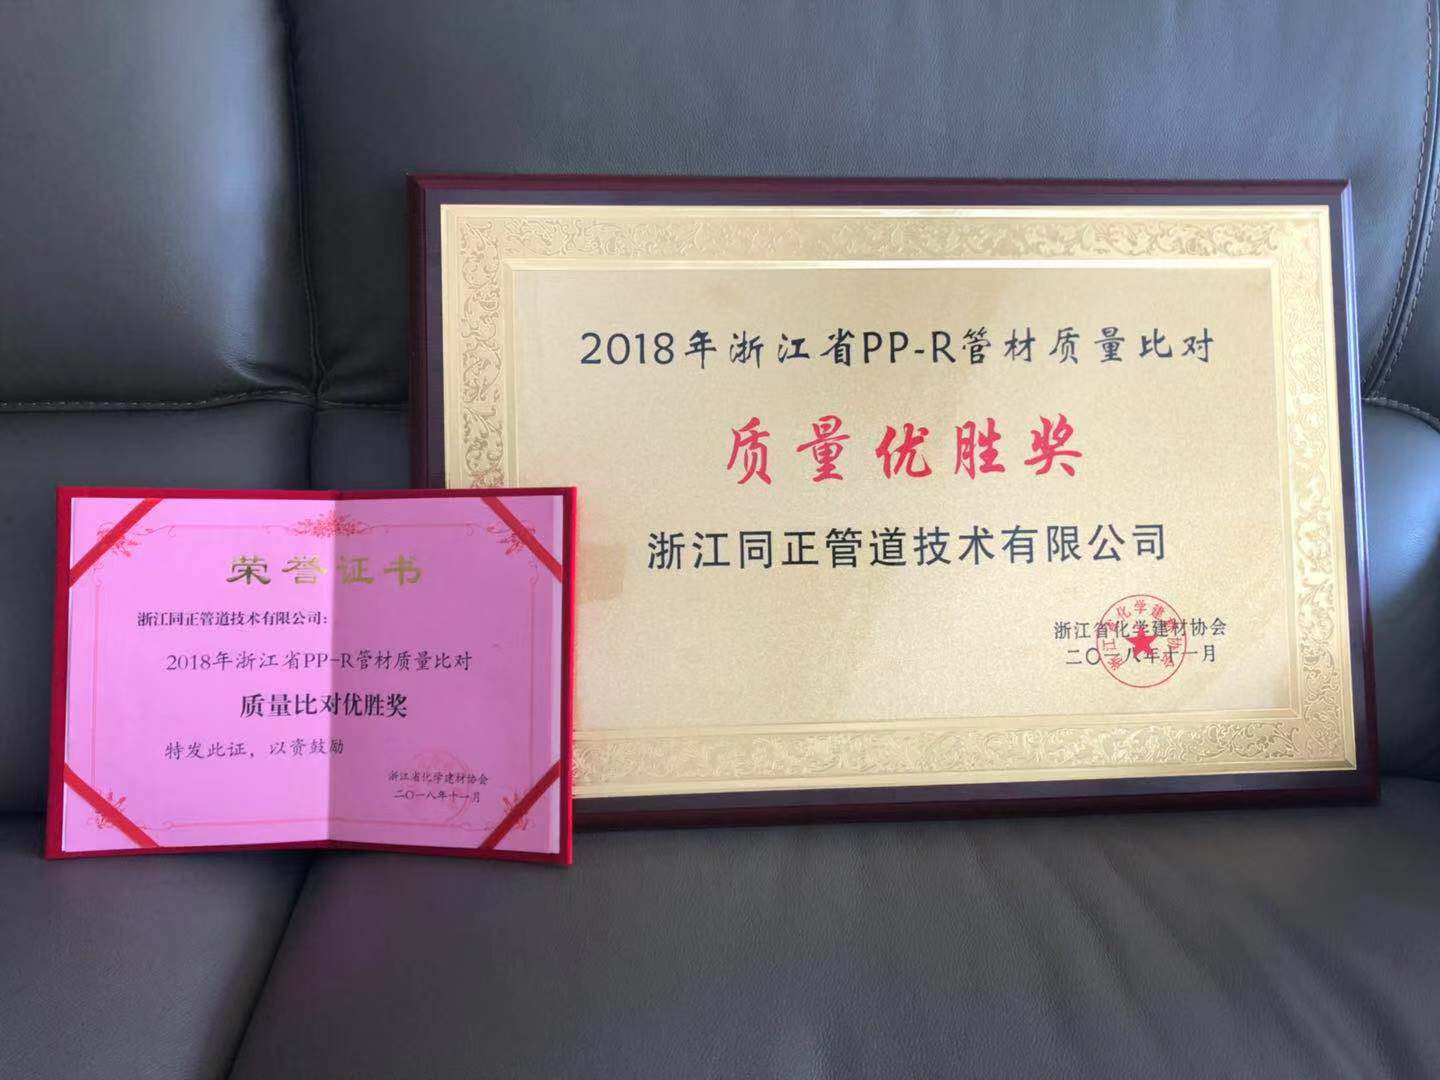 2018年浙江省PP-R管材质量比对
质量优胜奖
浙江同正管道技术有限公司
浙江省化学建材协会
二〇一八年十一月
荣誉证书
浙江同正管道技术有限公司：
2018年浙江省PP-R管材质量比对
质量比对优胜奖
特发此证，以资鼓励
浙江省化学建材协会
二〇一八年十一月